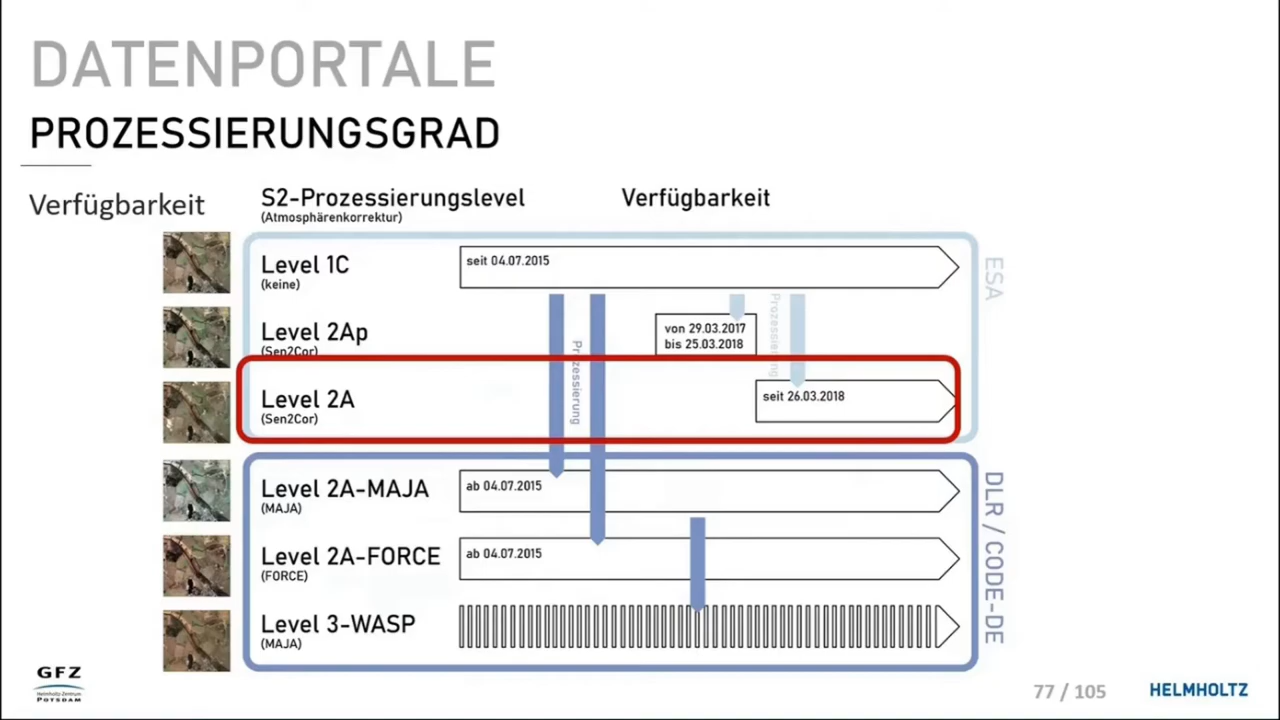 DATENPORTALE
PROZESSIERUNGSGRAD
Verfügbarkeit
S2-Prozessierungslevel
(Atmosphärenkorrektur)
Verfügbarkeit
Level 1C
(keine)
seit 04.07.2015
ESA
Level 2Ap
(Sen2Cor)
von 29.03.2017
bis 25.03.2018
Prozessierung
Prozessierung
Level 2A
(Sen2Cor)
seit 26.03.2018
Level 2A-MAJA
(MAJA)
ab 04.07.2015
DLR / CODE-DE
Level 2A-FORCE
(FORCE)
ab 04.07.2015
Level 3-WASP
(MAJA)
GFZ
Helmholtz-Zentrum
POTSDAM
77 / 105
HELMHOLTZ